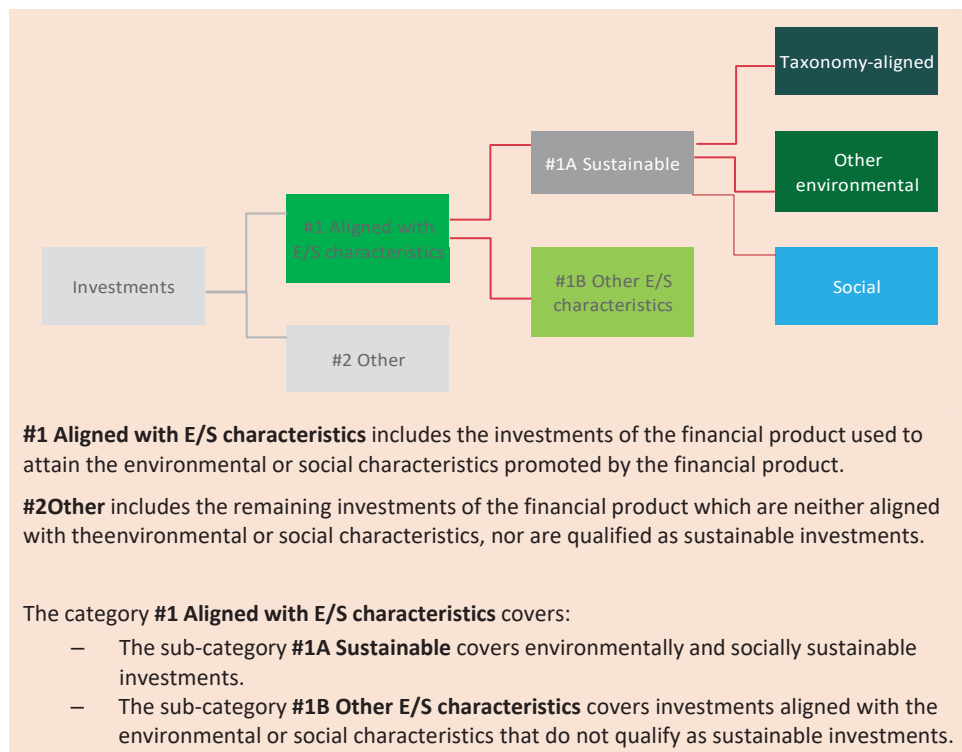 Taxonomy-aligned
#1A Sustainable
Other
environmental
#1 Aligned with
E/S characteristics
Investments
#1B Other E/S
characteristics
Social
#2 Other
#1 Aligned with E/S characteristics includes the investments of the financial product used to
attain the environmental or social characteristics promoted by the financial product.
#2Other includes the remaining investments of the financial product which are neither aligned
with theenvironmental or social characteristics, nor are qualified as sustainable investments.
The category #1 Aligned with E/S characteristics covers:
– The sub-category #1A Sustainable covers environmentally and socially sustainable
investments.
– The sub-category #1B Other E/S characteristics covers investments aligned with the
environmental or social characteristics that do not qualify as sustainable investments.